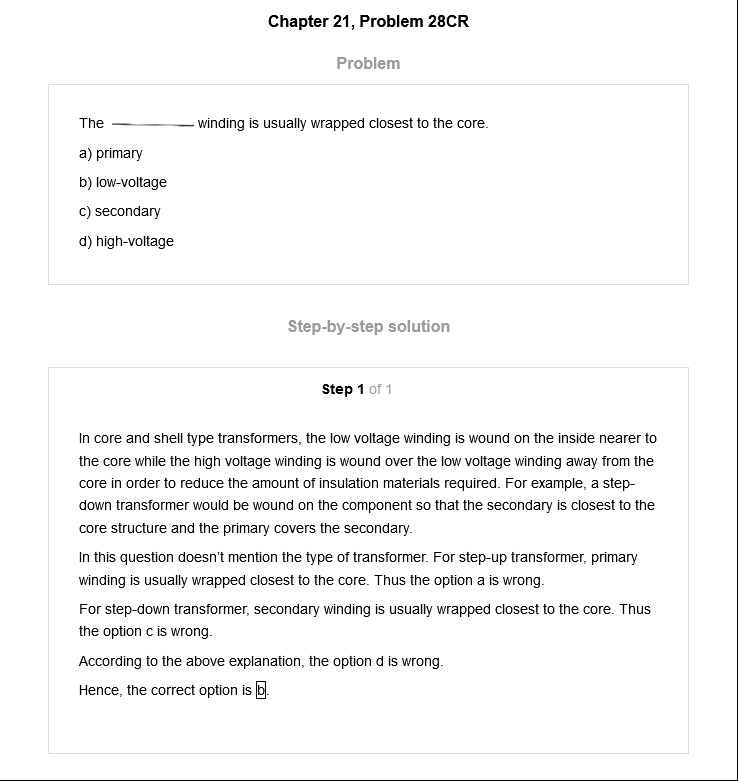 Chapter 21, Problem 28CR
Problem
The ________ winding is usually wrapped closest to the core.
a) primary
b) low-voltage
c) secondary
d) high-voltage
Step-by-step solution
Step 1 of 1
In core and shell type transformers, the low voltage winding is wound on the inside nearer to
the core while the high voltage winding is wound over the low voltage winding away from the
core in order to reduce the amount of insulation materials required. For example, a step-
down transformer would be wound on the component so that the secondary is closest to the
core structure and the primary covers the secondary.
In this question doesn’t mention the type of transformer. For step-up transformer, primary
winding is usually wrapped closest to the core. Thus the option a is wrong.
For step-down transformer, secondary winding is usually wrapped closest to the core. Thus
the option c is wrong.
According to the above explanation, the option d is wrong.
Hence, the correct option is b.